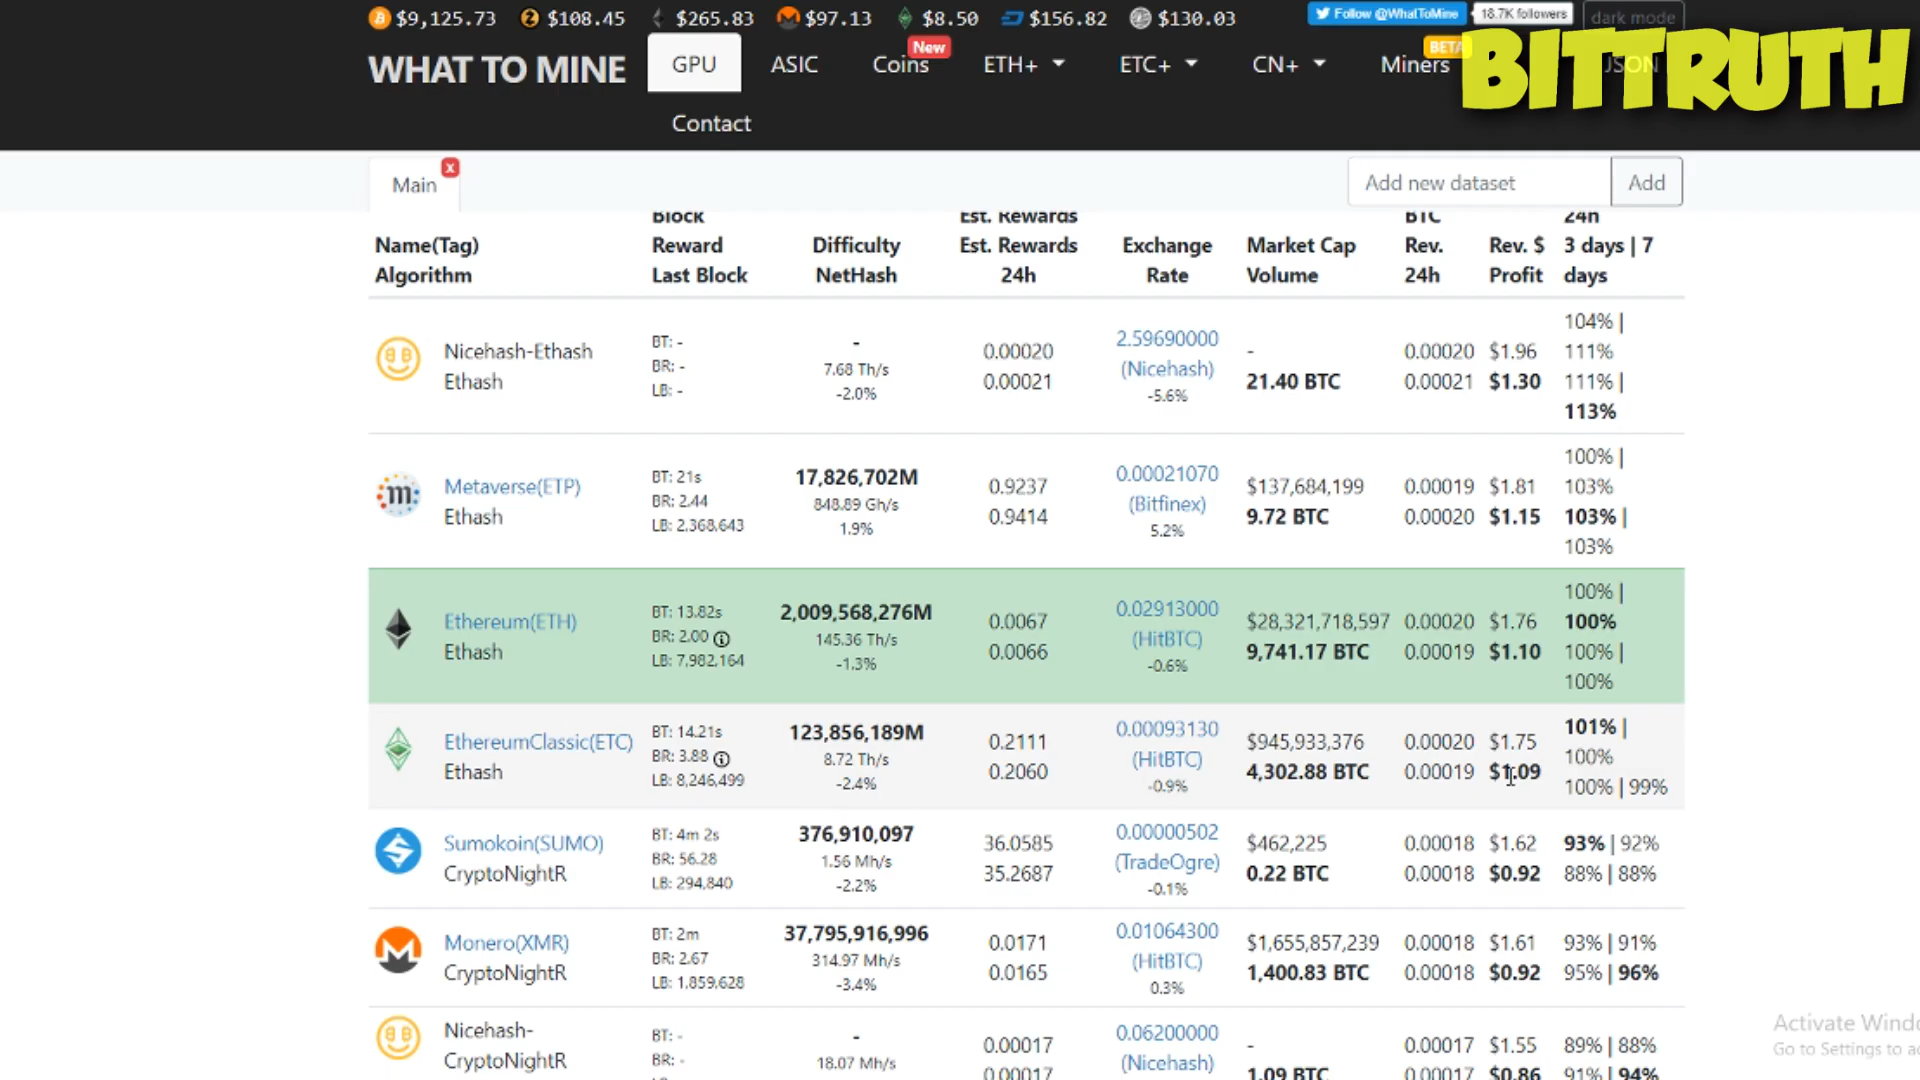 $9,125.73 $108.45 $265.83 $97.13 $8.50 $156.82 $130.03 Follow @WhatToMine 18.7K followers dark mode
WHAT TO MINE GPU ASIC Coins New ETH+ ETC+ CN+ Miners BETA JSON
BITTRUTH
Contact
Main x Add new dataset Add
Block Est. Rewards BTC 24h
Name(Tag) Reward Difficulty Est. Rewards Exchange Market Cap Rev. Rev. $ 3 days | 7
Algorithm Last Block NetHash 24h Rate Volume 24h Profit days
104% |
Nicehash-Ethash BT: - - 0.00020 2.59690000 - 0.00020 $1.96 111%
Ethash BR: - 7.68 Th/s 0.00021 (Nicehash) 21.40 BTC 0.00021 $1.30 111% |
LB: - -2.0% -5.6% 113%
100% |
Metaverse(ETP) BT: 21s 17,826,702M 0.9237 0.00021070 $137,684,199 0.00019 $1.81 103%
Ethash BR: 2.44 848.89 Gh/s 0.9414 (Bitfinex) 9.72 BTC 0.00020 $1.15 103% |
LB: 2,368,643 1.9% 5.2% 103%
100% |
Ethereum(ETH) BT: 13.82s 2,009,568,276M 0.0067 0.02913000 $28,321,718,597 0.00020 $1.76 100%
Ethash BR: 2.00 145.36 Th/s 0.0066 (HitBTC) 9,741.17 BTC 0.00019 $1.10 100% |
LB: 7,982,164 -1.3% -0.6% 100%
101% |
EthereumClassic(ETC) BT: 14.21s 123,856,189M 0.2111 0.00093130 $945,933,376 0.00020 $1.75 100%
Ethash BR: 3.88 8.72 Th/s 0.2060 (HitBTC) 4,302.88 BTC 0.00019 $1.09 100% | 99%
LB: 8,246,499 -2.4% -0.9%
Sumokoin(SUMO) BT: 4m 2s 376,910,097 36.0585 0.00000502 $462,225 0.00018 $1.62 93% | 92%
CryptoNightR BR: 56.28 1.56 Mh/s 35.2687 (TradeOgre) 0.22 BTC 0.00018 $0.92 88% | 88%
LB: 294,840 -2.2% -0.1%
Monero(XMR) BT: 2m 37,795,916,996 0.0171 0.01064300 $1,655,857,239 0.00018 $1.61 93% | 91%
CryptoNightR BR: 2.67 314.97 Mh/s 0.0165 (HitBTC) 1,400.83 BTC 0.00018 $0.92 95% | 96%
LB: 1,859,628 -3.4% 0.3%
Nicehash- BT: - - 0.00017 0.06200000 - 0.00017 $1.55 89% | 88%
CryptoNightR BR: - 18.07 Mh/s 0.00017 (Nicehash) 1.09 BTC 0.00017 $0.86 91% | 94%
Activate Windo
Go to Settings to ac